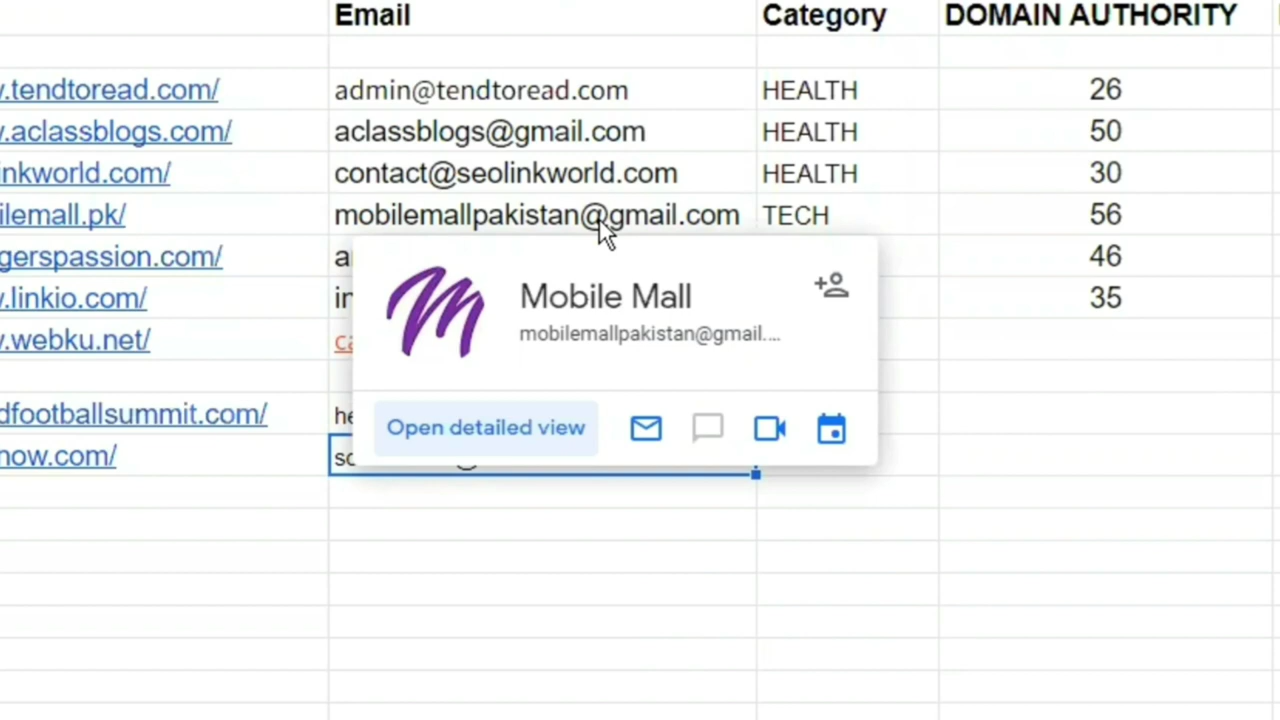 Email Category DOMAIN AUTHORITY
.tendtoread.com/ admin@tendtoread.com HEALTH 26
.aclassblogs.com/ aclassblogs@gmail.com HEALTH 50
inkworld.com/ contact@seolinkworld.com HEALTH 30
ilemall.pk/ mobilemallpakistan@gmail.com TECH 56
gerspassion.com/ 46
.linkio.com/ 35
.webku.net/
dfootballsummit.com/
now.com/
Mobile Mall
mobilemallpakistan@gmail....
Open detailed view